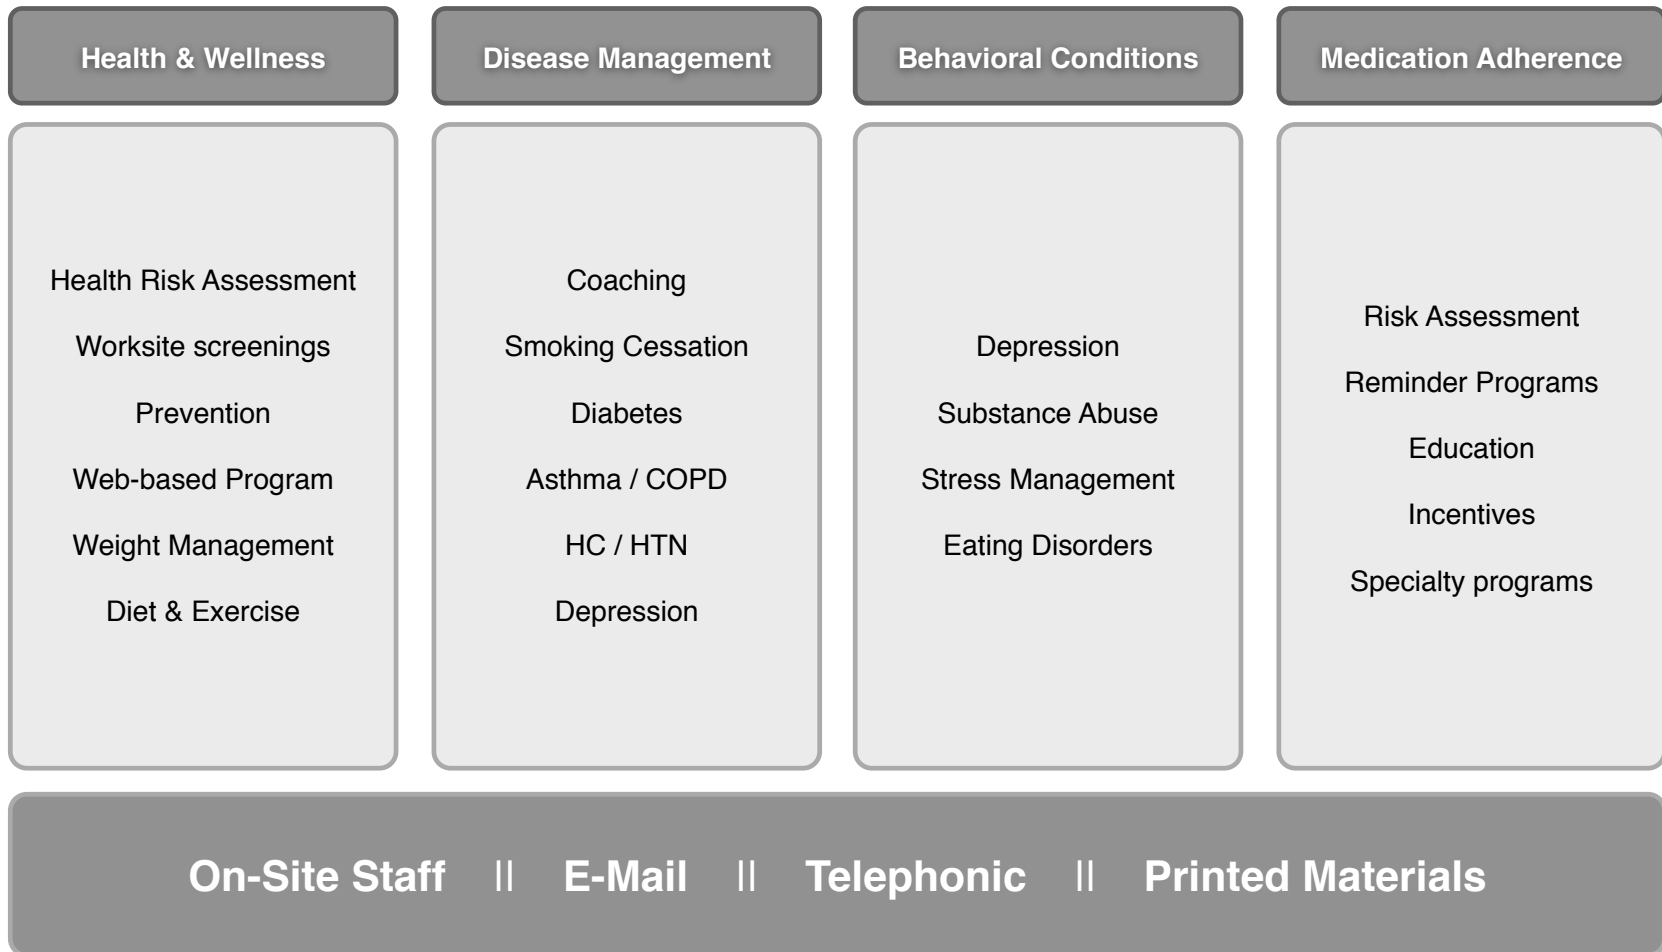 Health & Wellness
Health Risk Assessment
Worksite screenings
Prevention
Web-based Program
Weight Management
Diet & Exercise
Disease Management
Coaching
Smoking Cessation
Diabetes
Asthma / COPD
HC / HTN
Depression
Behavioral Conditions
Depression
Substance Abuse
Stress Management
Eating Disorders
Medication Adherence
Risk Assessment
Reminder Programs
Education
Incentives
Specialty programs
On-Site Staff || E-Mail || Telephonic || Printed Materials